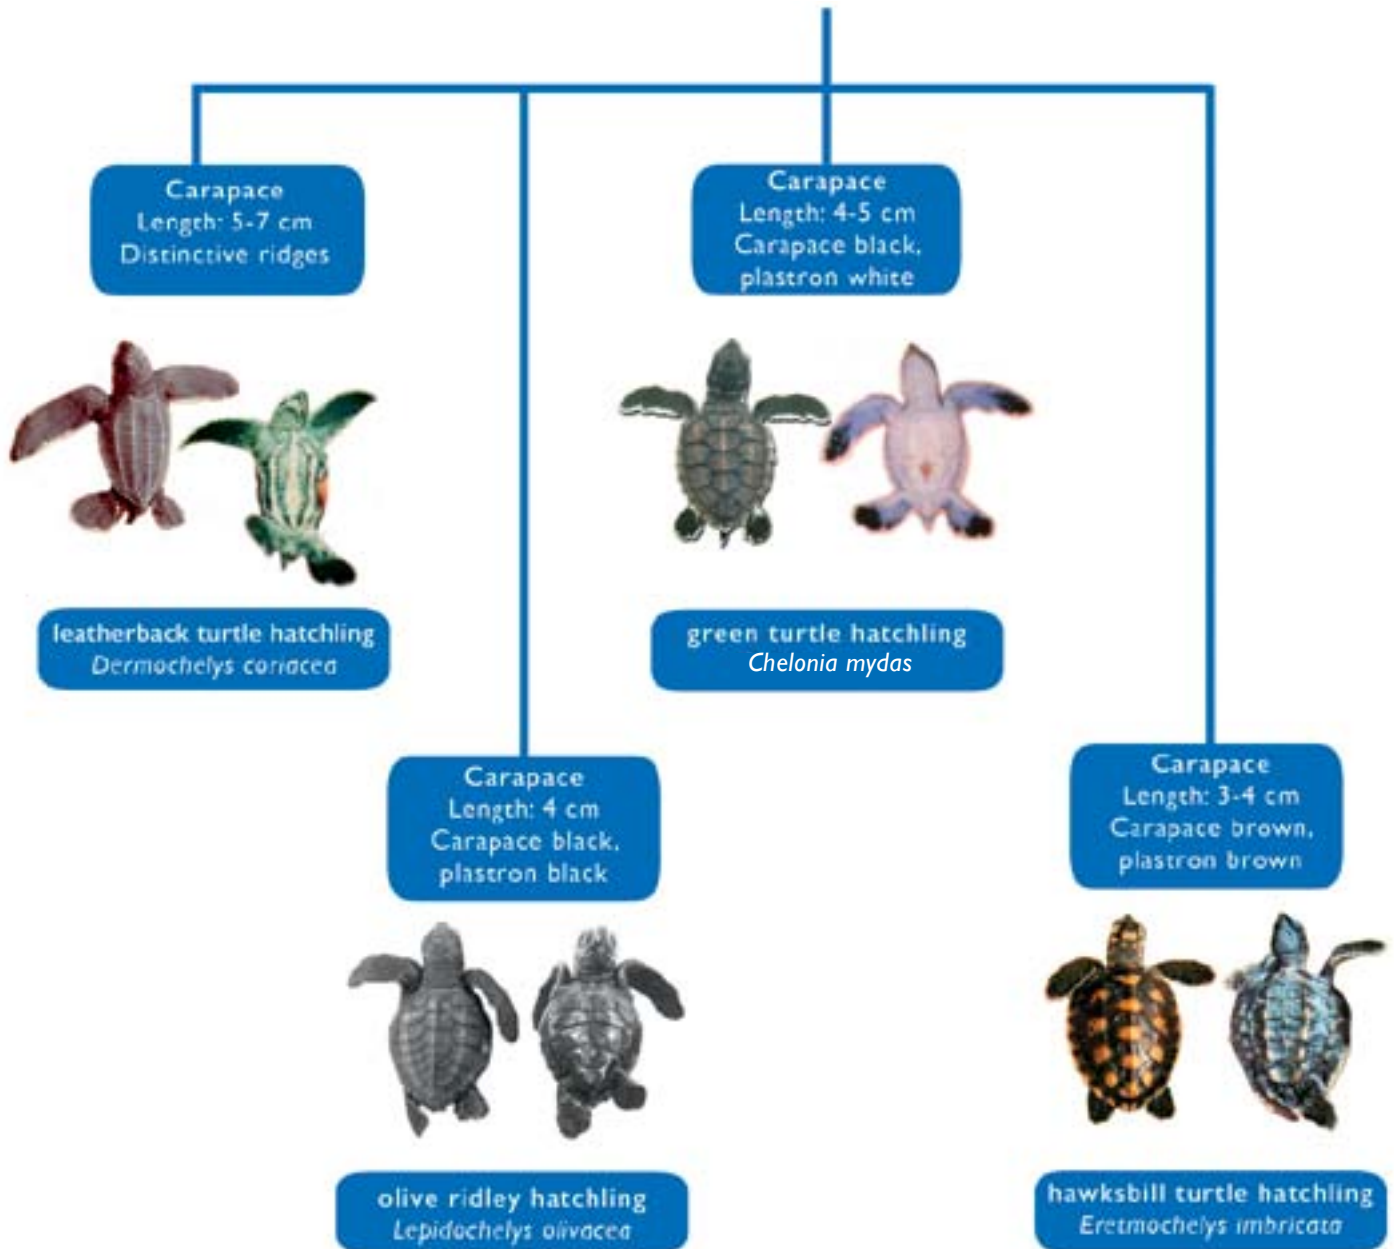 Carapace
Length: 5-7 cm
Distinctive ridges
Carapace
Length: 4-5 cm
Carapace black,
plastron white
leatherback turtle hatchling
Dermochelys coriacea
green turtle hatchling
Chelonia mydas
Carapace
Length: 4 cm
Carapace black,
plastron black
Carapace
Length: 3-4 cm
Carapace brown,
plastron brown
olive ridley hatchling
Lepidochelys olivacea
hawksbill turtle hatchling
Eretmochelys imbricata